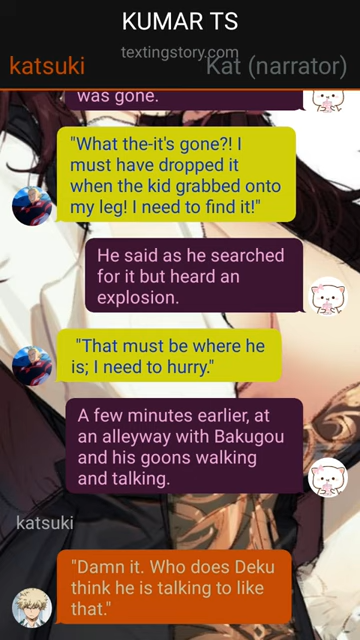 KUMAR TS
textingstory.com
katsuki
Kat (narrator)
was gone.
"What the-it's gone?! I
must have dropped it
when the kid grabbed onto
my leg! I need to find it!"
He said as he searched
for it but heard an
explosion.
"That must be where he
is; I need to hurry."
A few minutes earlier, at
an alleyway with Bakugou
and his goons walking
and talking.
katsuki
"Damn it. Who does Deku
think he is talking to like
that."